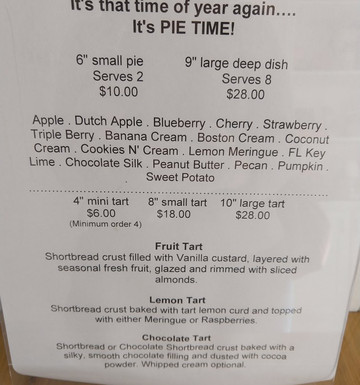 It's that time of year again....
It's PIE TIME!
6" small pie 9" large deep dish
Serves 2 Serves 8
$10.00 $28.00
Apple . Dutch Apple . Blueberry . Cherry . Strawberry .
Triple Berry . Banana Cream . Boston Cream . Coconut
Cream . Cookies N' Cream . Lemon Meringue . FL Key
Lime . Chocolate Silk . Peanut Butter . Pecan . Pumpkin .
Sweet Potato
4" mini tart 8" small tart 10" large tart
$6.00 $18.00 $28.00
(Minimum order 4)
Fruit Tart
Shortbread crust filled with Vanilla custard, layered with
seasonal fresh fruit, glazed and rimmed with sliced
almonds.
Lemon Tart
Shortbread crust baked with tart lemon curd and topped
with either Meringue or Raspberries.
Chocolate Tart
Shortbread or Chocolate Shortbread crust baked with a
silky, smooth chocolate filling and dusted with cocoa
powder. Whipped cream optional.